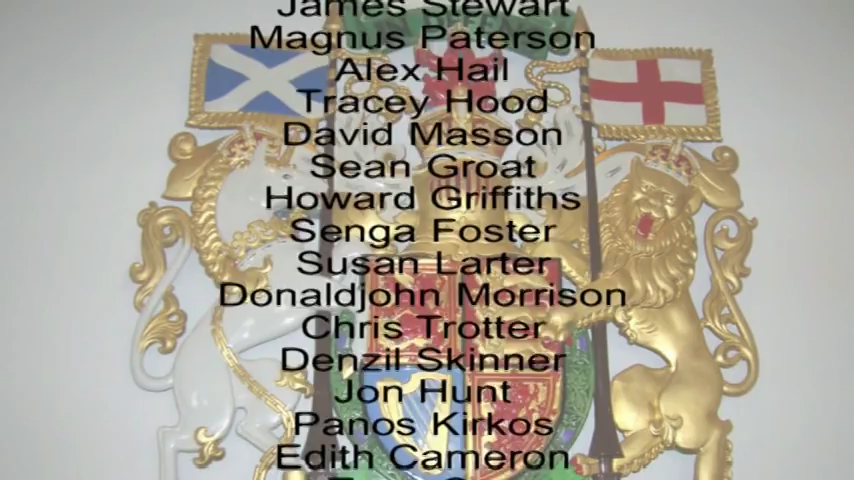 James Stewart
Magnus Paterson
Alex Hail
Tracey Hood
David Masson
Sean Groat
Howard Griffiths
Senga Foster
Susan Larter
Donaldjohn Morrison
Chris Trotter
Denzil Skinner
Jon Hunt
Panos Kirkos
Edith Cameron